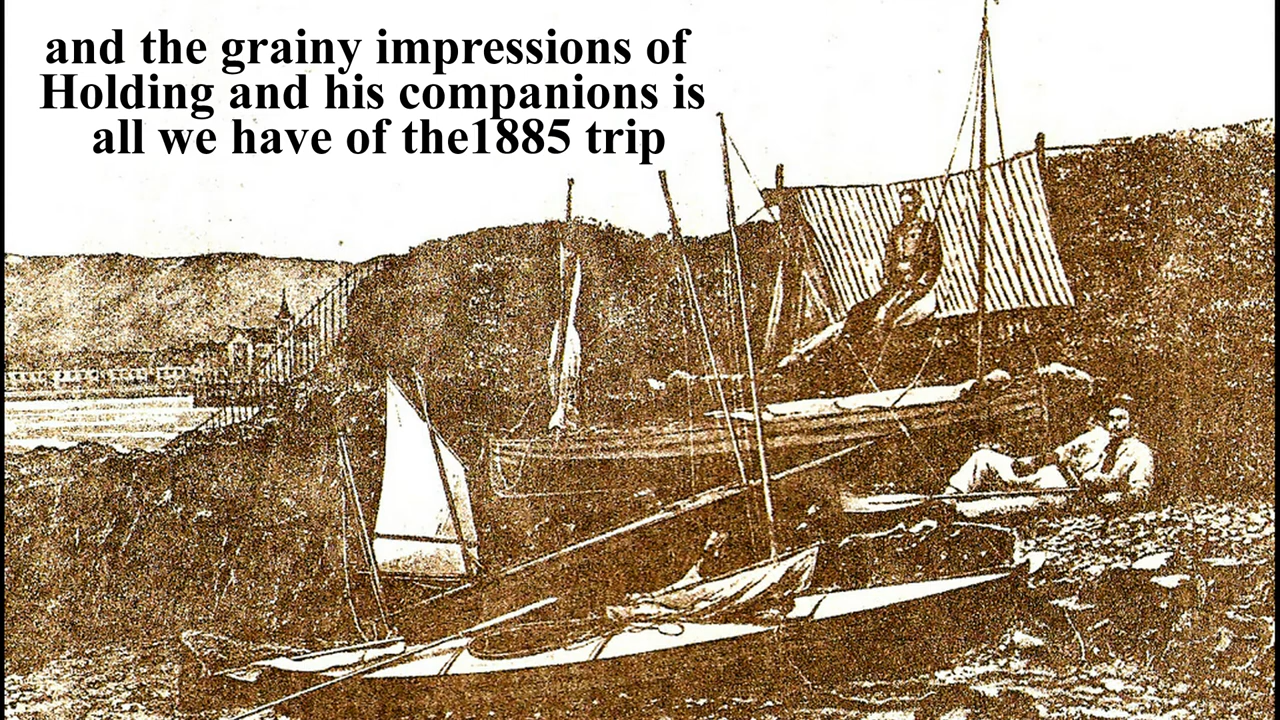 and the grainy impressions of
Holding and his companions is
all we have of the1885 trip